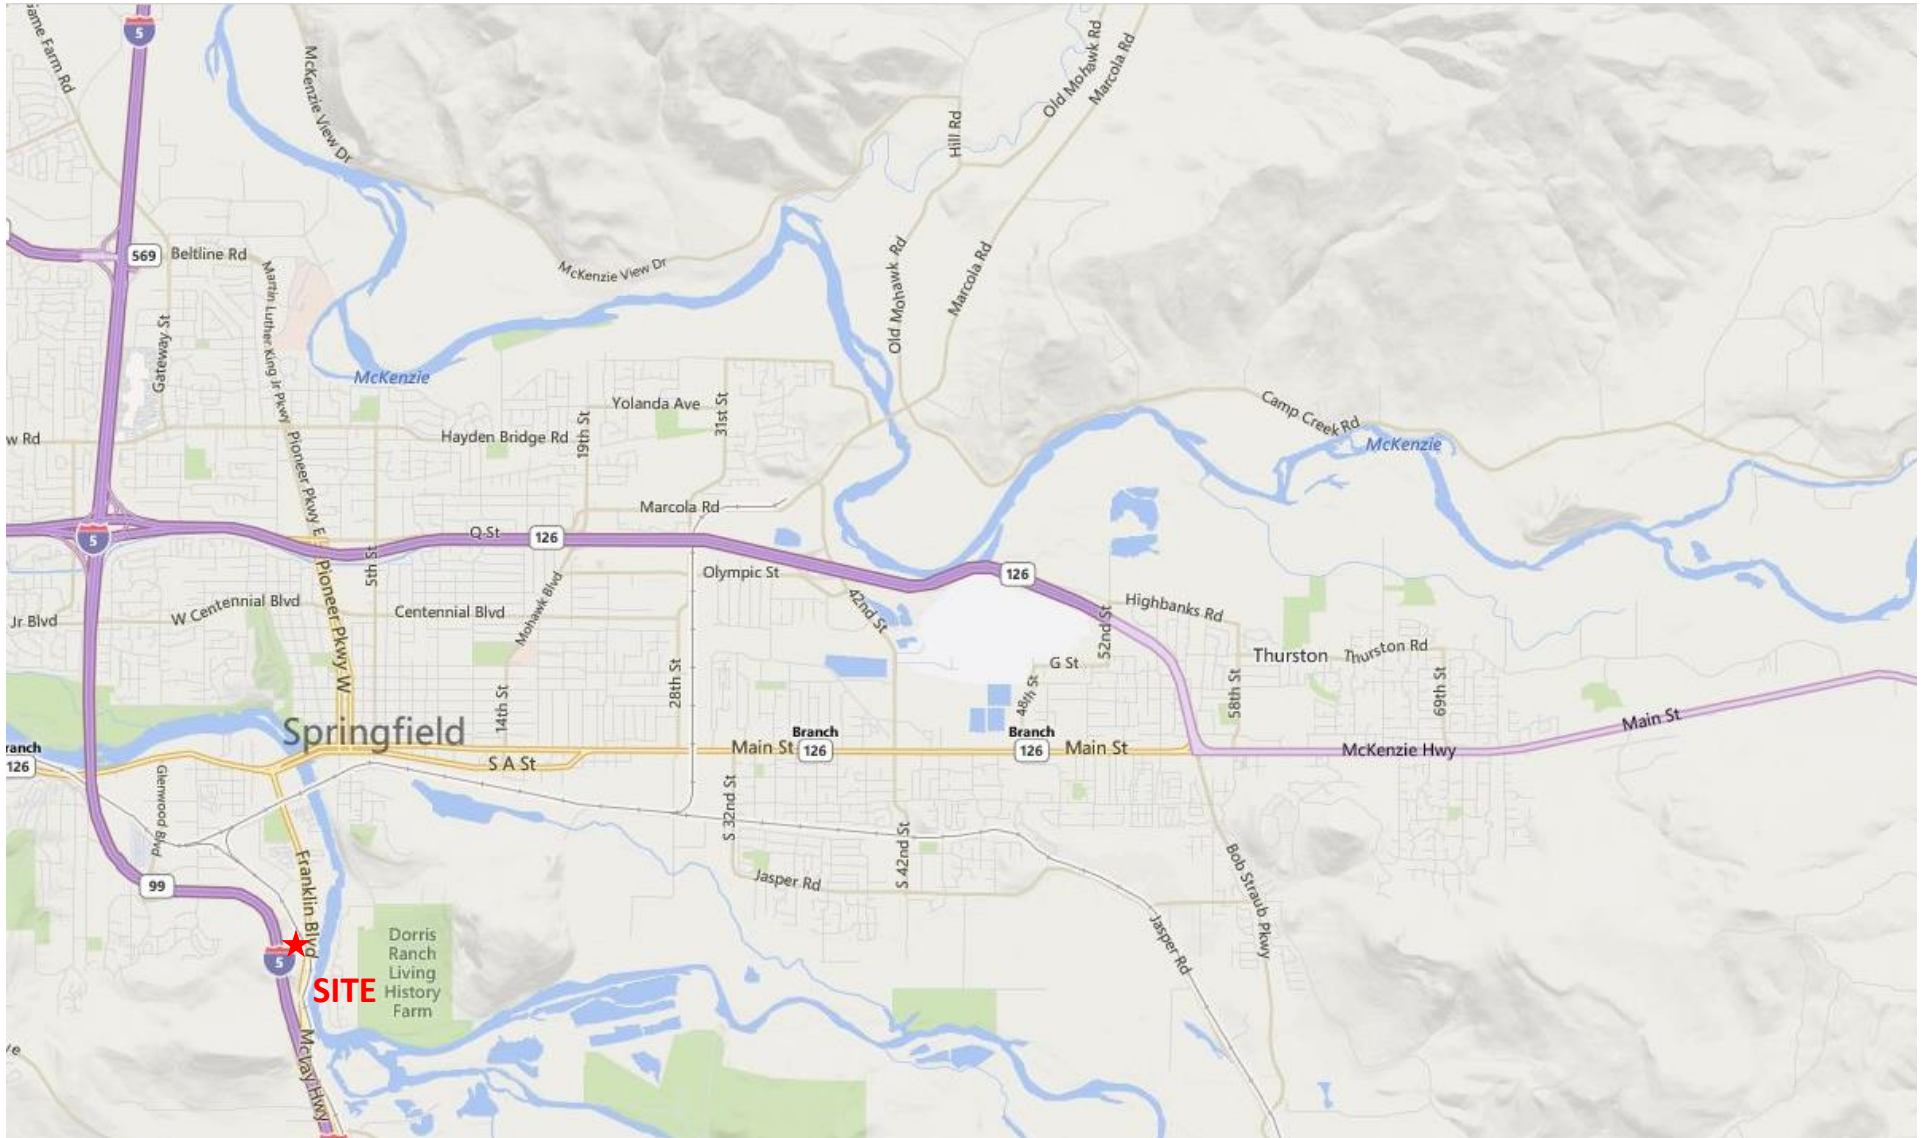 Game Farm Rd
5
McKenzie View Dr
Old Mohawk Rd
Marcola Rd
Hill Rd
569
Beltline Rd
McKenzie View Dr
Martin Luther King Jr Pkwy
Old Mohawk Rd
Marcola Rd
Gateway St
McKenzie
Yolanda Ave
31st St
19th St
Camp Creek Rd
McKenzie
w Rd
Hayden Bridge Rd
Pioneer Pkwy E
Marcola Rd
5
Q St
126
5th St
Olympic St
126
Mohawk Blvd
42nd St
Highbanks Rd
52nd St
W Centennial Blvd
Centennial Blvd
Jr Blvd
Pioneer Pkwy W
G St
Thurston
Thurston Rd
28th St
14th St
48th St
58th St
69th St
Springfield
Main St
ranch
126
Main St
Branch
126
Branch
126
Main St
McKenzie Hwy
S A St
Glenwood Blvd
S 32nd St
S 42nd St
Franklin Blvd
99
Jasper Rd
Bob Straub Pkwy
Jasper Rd
5
SITE
Dorris
Ranch
Living
History
Farm
McVay Hwy